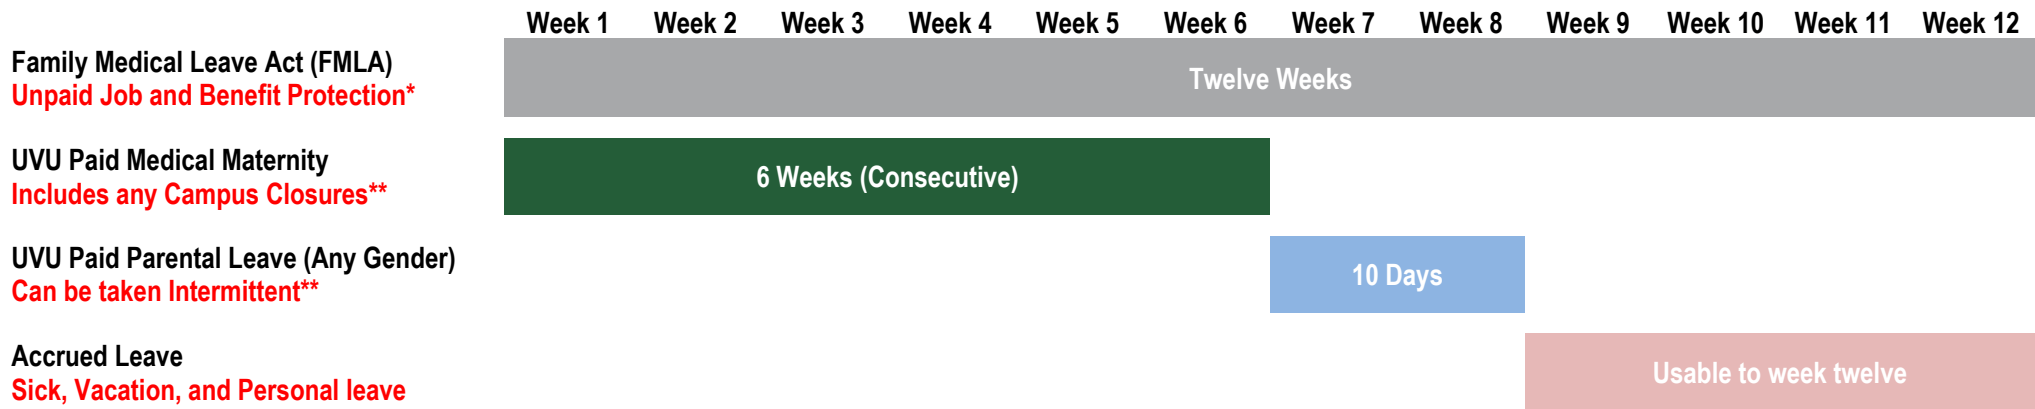 Week 1 Week 2 Week 3 Week 4 Week 5 Week 6 Week 7 Week 8 Week 9 Week 10 Week 11 Week 12
Family Medical Leave Act (FMLA)
Unpaid Job and Benefit Protection*
Twelve Weeks
UVU Paid Medical Maternity
Includes any Campus Closures**
6 Weeks (Consecutive)
UVU Paid Parental Leave (Any Gender)
Can be taken Intermittent**
10 Days
Accrued Leave
Sick, Vacation, and Personal leave
Usable to week twelve